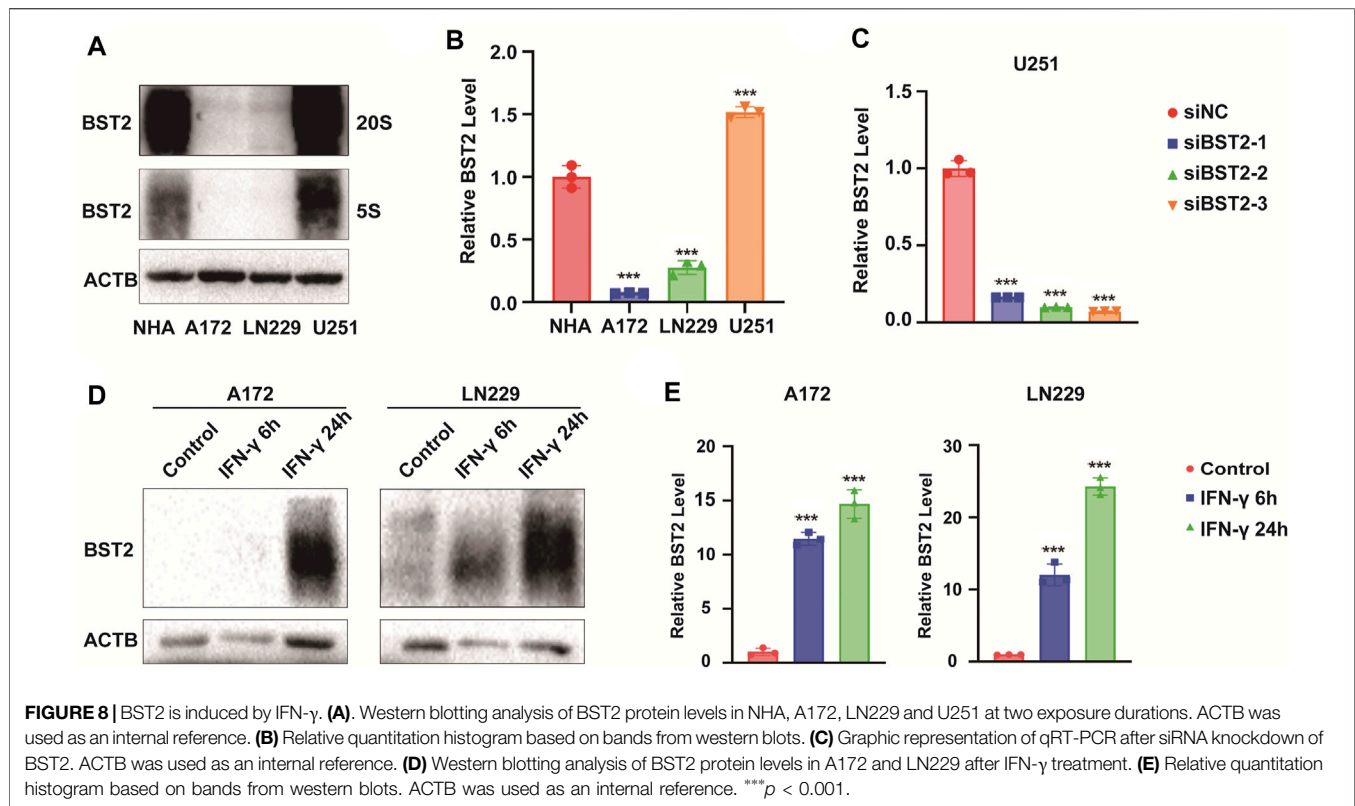 A
BST2
20S
BST2
5S
ACTB
NHA A172 LN229 U251
B
Relative BST2 Level
2.0
1.5
1.0
0.5
0.0
***
***
***
NHA A172 LN229 U251
C
U251
Relative BST2 Level
1.5
1.0
0.5
0.0
***
***
***
siNC
siBST2-1
siBST2-2
siBST2-3
D
A172
Control
IFN-γ 6h
IFN-γ 24h
LN229
Control
IFN-γ 6h
IFN-γ 24h
BST2
ACTB
E
A172
Relative BST2 Level
20
15
10
5
0
***
***
LN229
Relative BST2 Level
30
20
10
0
***
***
Control
IFN-γ 6h
IFN-γ 24h
FIGURE 8 | BST2 is induced by IFN-γ. (A). Western blotting analysis of BST2 protein levels in NHA, A172, LN229 and U251 at two exposure durations. ACTB was
used as an internal reference. (B) Relative quantitation histogram based on bands from western blots. (C) Graphic representation of qRT-PCR after siRNA knockdown of
BST2. ACTB was used as an internal reference. (D) Western blotting analysis of BST2 protein levels in A172 and LN229 after IFN-γ treatment. (E) Relative quantitation
histogram based on bands from western blots. ACTB was used as an internal reference. ***p < 0.001.